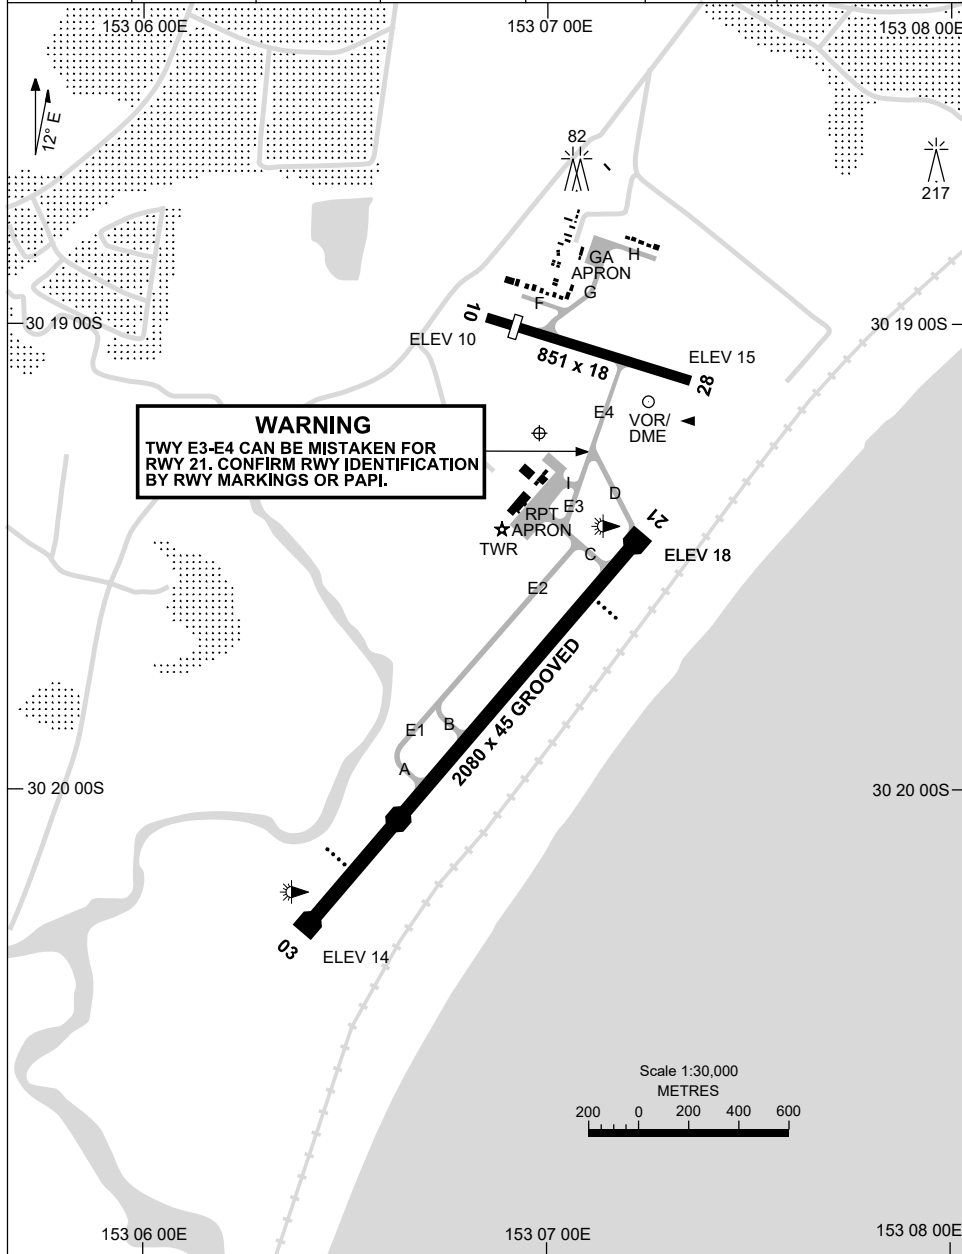 153 06 00E
153 07 00E
153 08 00E
12° E
82
217
GA
APRON
H
G
F
10
30 19 00S
30 19 00S
ELEV 10
851 x 18
ELEV 15
28
WARNING
TWY E3-E4 CAN BE MISTAKEN FOR
RWY 21. CONFIRM RWY IDENTIFICATION
BY RWY MARKINGS OR PAPI.
E4
VOR/
DME
I
D
E3
RPT
APRON
TWR
21
C
ELEV 18
E2
2080 x 45 GROOVED
E1
B
A
30 20 00S
30 20 00S
03
ELEV 14
Scale 1:30,000
METRES
200 0 200 400 600
153 06 00E
153 07 00E
153 08 00E